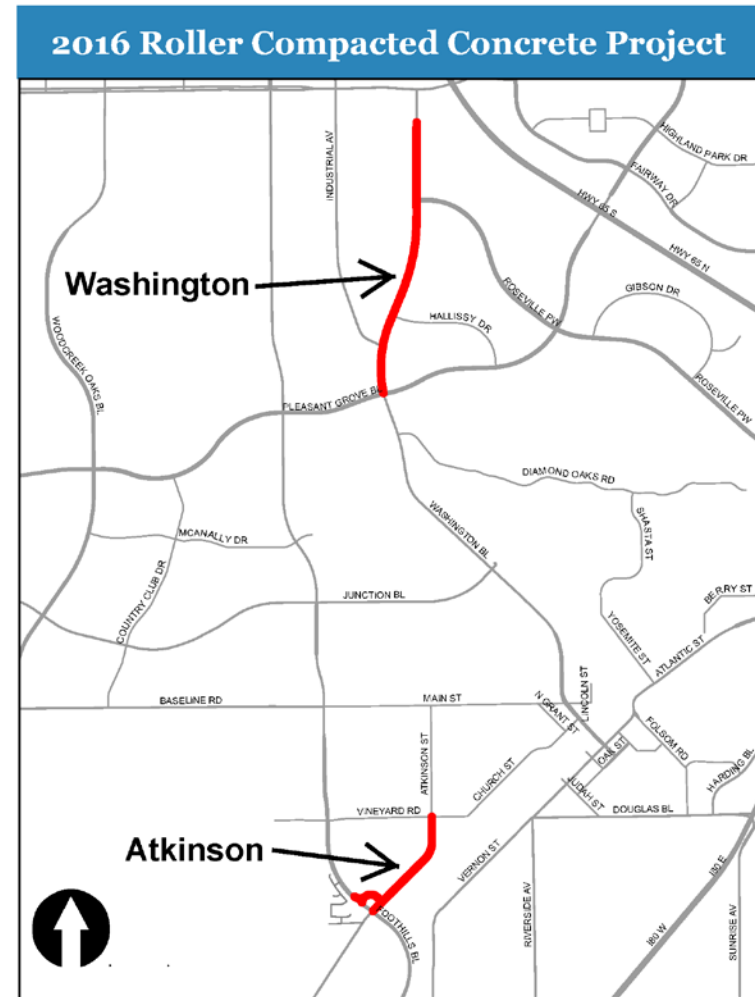 2016 Roller Compacted Concrete Project
INDUSTRIAL AV
HIGHLAND PARK DR
FAIRWAY DR
HWY 65 S
HWY 65 N
Washington
ROSEVILLE PW
GIBSON DR
HALLISSY DR
WOODCREEK OAKS BL
ROSEVILLE PW
PLEASANT GROVE BL
DIAMOND OAKS RD
WASHINGTON BL
SHASTA ST
MCANALLY DR
COUNTRY CLUB DR
JUNCTION BL
BERRY ST
YOSEMITE ST
ATLANTIC ST
BASELINE RD
MAIN ST
N GRANT ST
LINCOLN ST
ATKINSON ST
OAK ST
FOLSOM RD
CHURCH ST
HARDING BL
JUDAH ST
VINEYARD RD
DOUGLAS BL
Atkinson
VERNON ST
FOOTHILLS BL
RIVERSIDE AV
I80 E
I80 W
SUNRISE AV